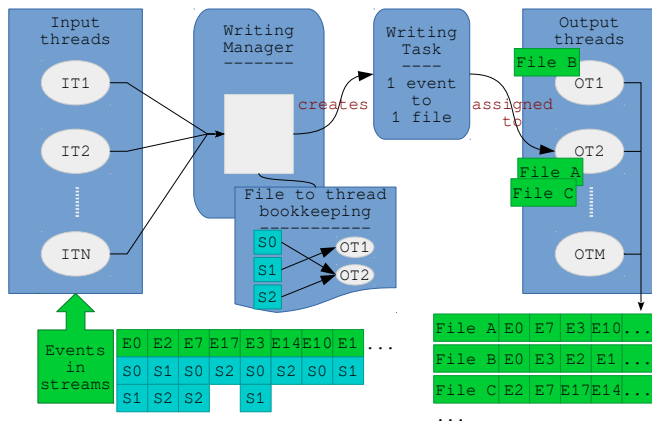 Input
threads
IT1
IT2
ITN
Writing
Manager
--------
creates
Writing
Task
----
1 event
to
1 file
assigned
to
Output
threads
File B
OT1
OT2
File A
File C
OTM
File to thread
bookkeeping
-------------
S0
S1
S2
OT1
OT2
Events
in
streams
E0 E2 E7 E17 E3 E14 E10 E1 ...
S0 S1 S0 S2 S0 S2 S0 S1
S1 S2 S2 S1
File A E0 E7 E3 E10 ...
File B E0 E3 E2 E1 ...
File C E2 E7 E17 E14 ...
...